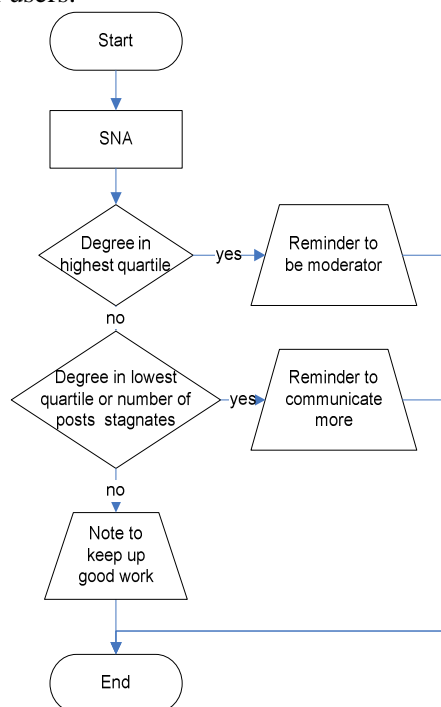 users.
Start
SNA
Degree in
highest quartile
yes
Reminder to
be moderator
no
Degree in lowest
quartile or number of
posts stagnates
yes
Reminder to
communicate
more
no
Note to
keep up
good work
End